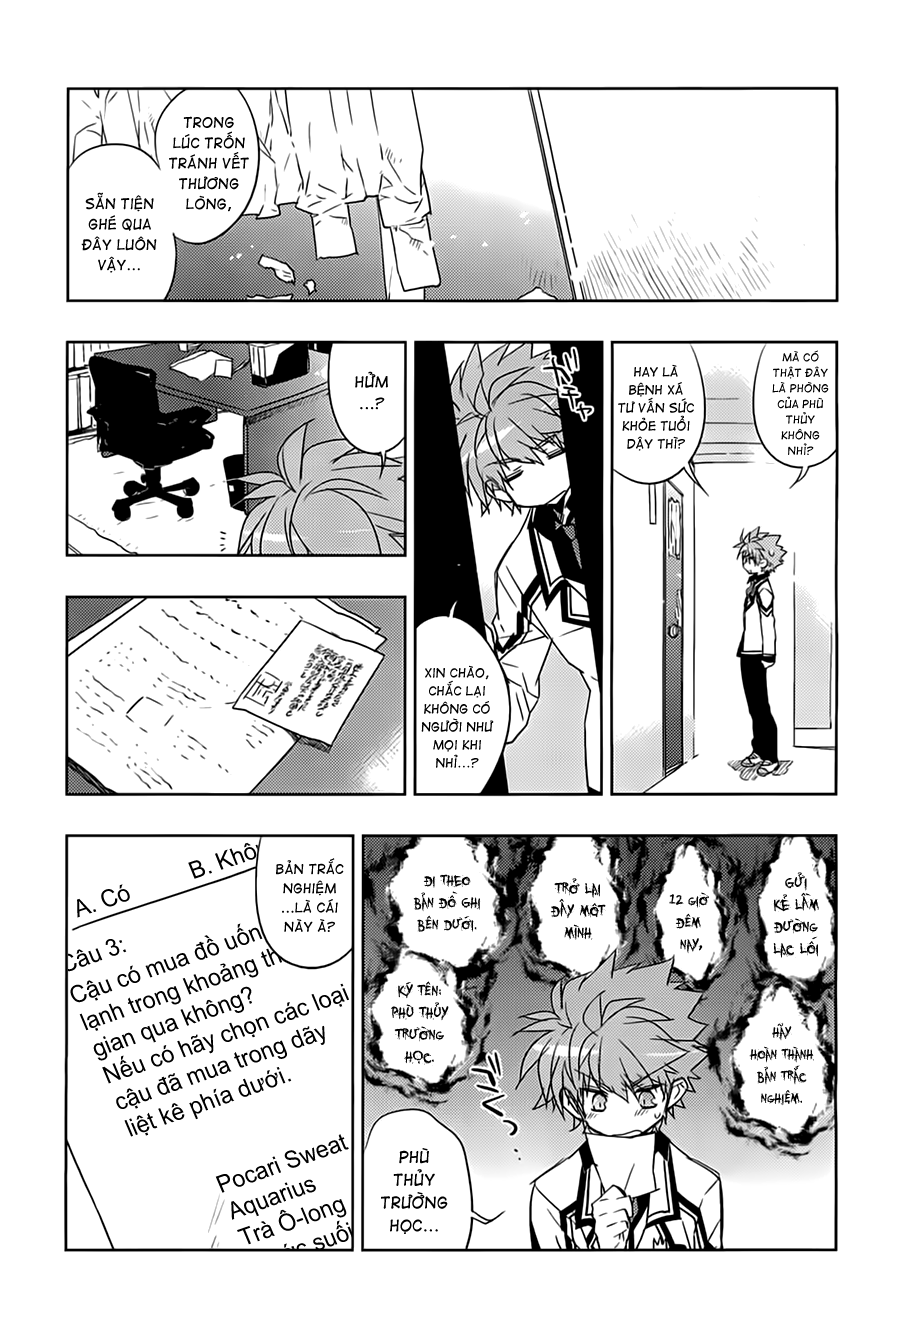 TRONG
LÚC TRỐN
TRÁNH VẾT
THƯƠNG
LÒNG,
SẴN TIỆN
GHÉ QUA
ĐÂY LUÔN
VẬY...
MÀ CÓ
THẬT ĐÂY
LÀ PHÒNG
CỦA PHÙ
THỦY
KHÔNG
NHỈ?
HAY LÀ
BỆNH XÁ
TƯ VẤN SỨC
KHỎE TUỔI
DẬY THÌ?
XIN CHÀO,
CHẮC LẠI
KHÔNG CÓ
NGƯỜI NHƯ
MỌI KHI
NHỈ...?
HỬM
...?
GỬI
KẺ LẦM
ĐƯỜNG
LẠC LỐI
HÃY
HOÀN THÀNH
BẢN TRẮC
NGHIỆM.
12 GIỜ
ĐÊM
NAY,
TRỞ LẠI
ĐÂY MỘT
MÌNH
ĐI THEO
BẢN ĐỒ GHI
BÊN DƯỚI.
KÝ TÊN:
PHÙ THỦY
TRƯỜNG
HỌC.
PHÙ
THỦY
TRƯỜNG
HỌC...
BẢN TRẮC
NGHIỆM
...LÀ CÁI
NÀY À?
A. Có
B. Khô
Câu 3:
Cậu có mua đồ uốn
lạnh trong khoảng th
gian qua không?
Nếu có hãy chọn các loại
cậu đã mua trong dãy
liệt kê phía dưới.
Pocari Sweat
Aquarius
Trà Ô-long
suối